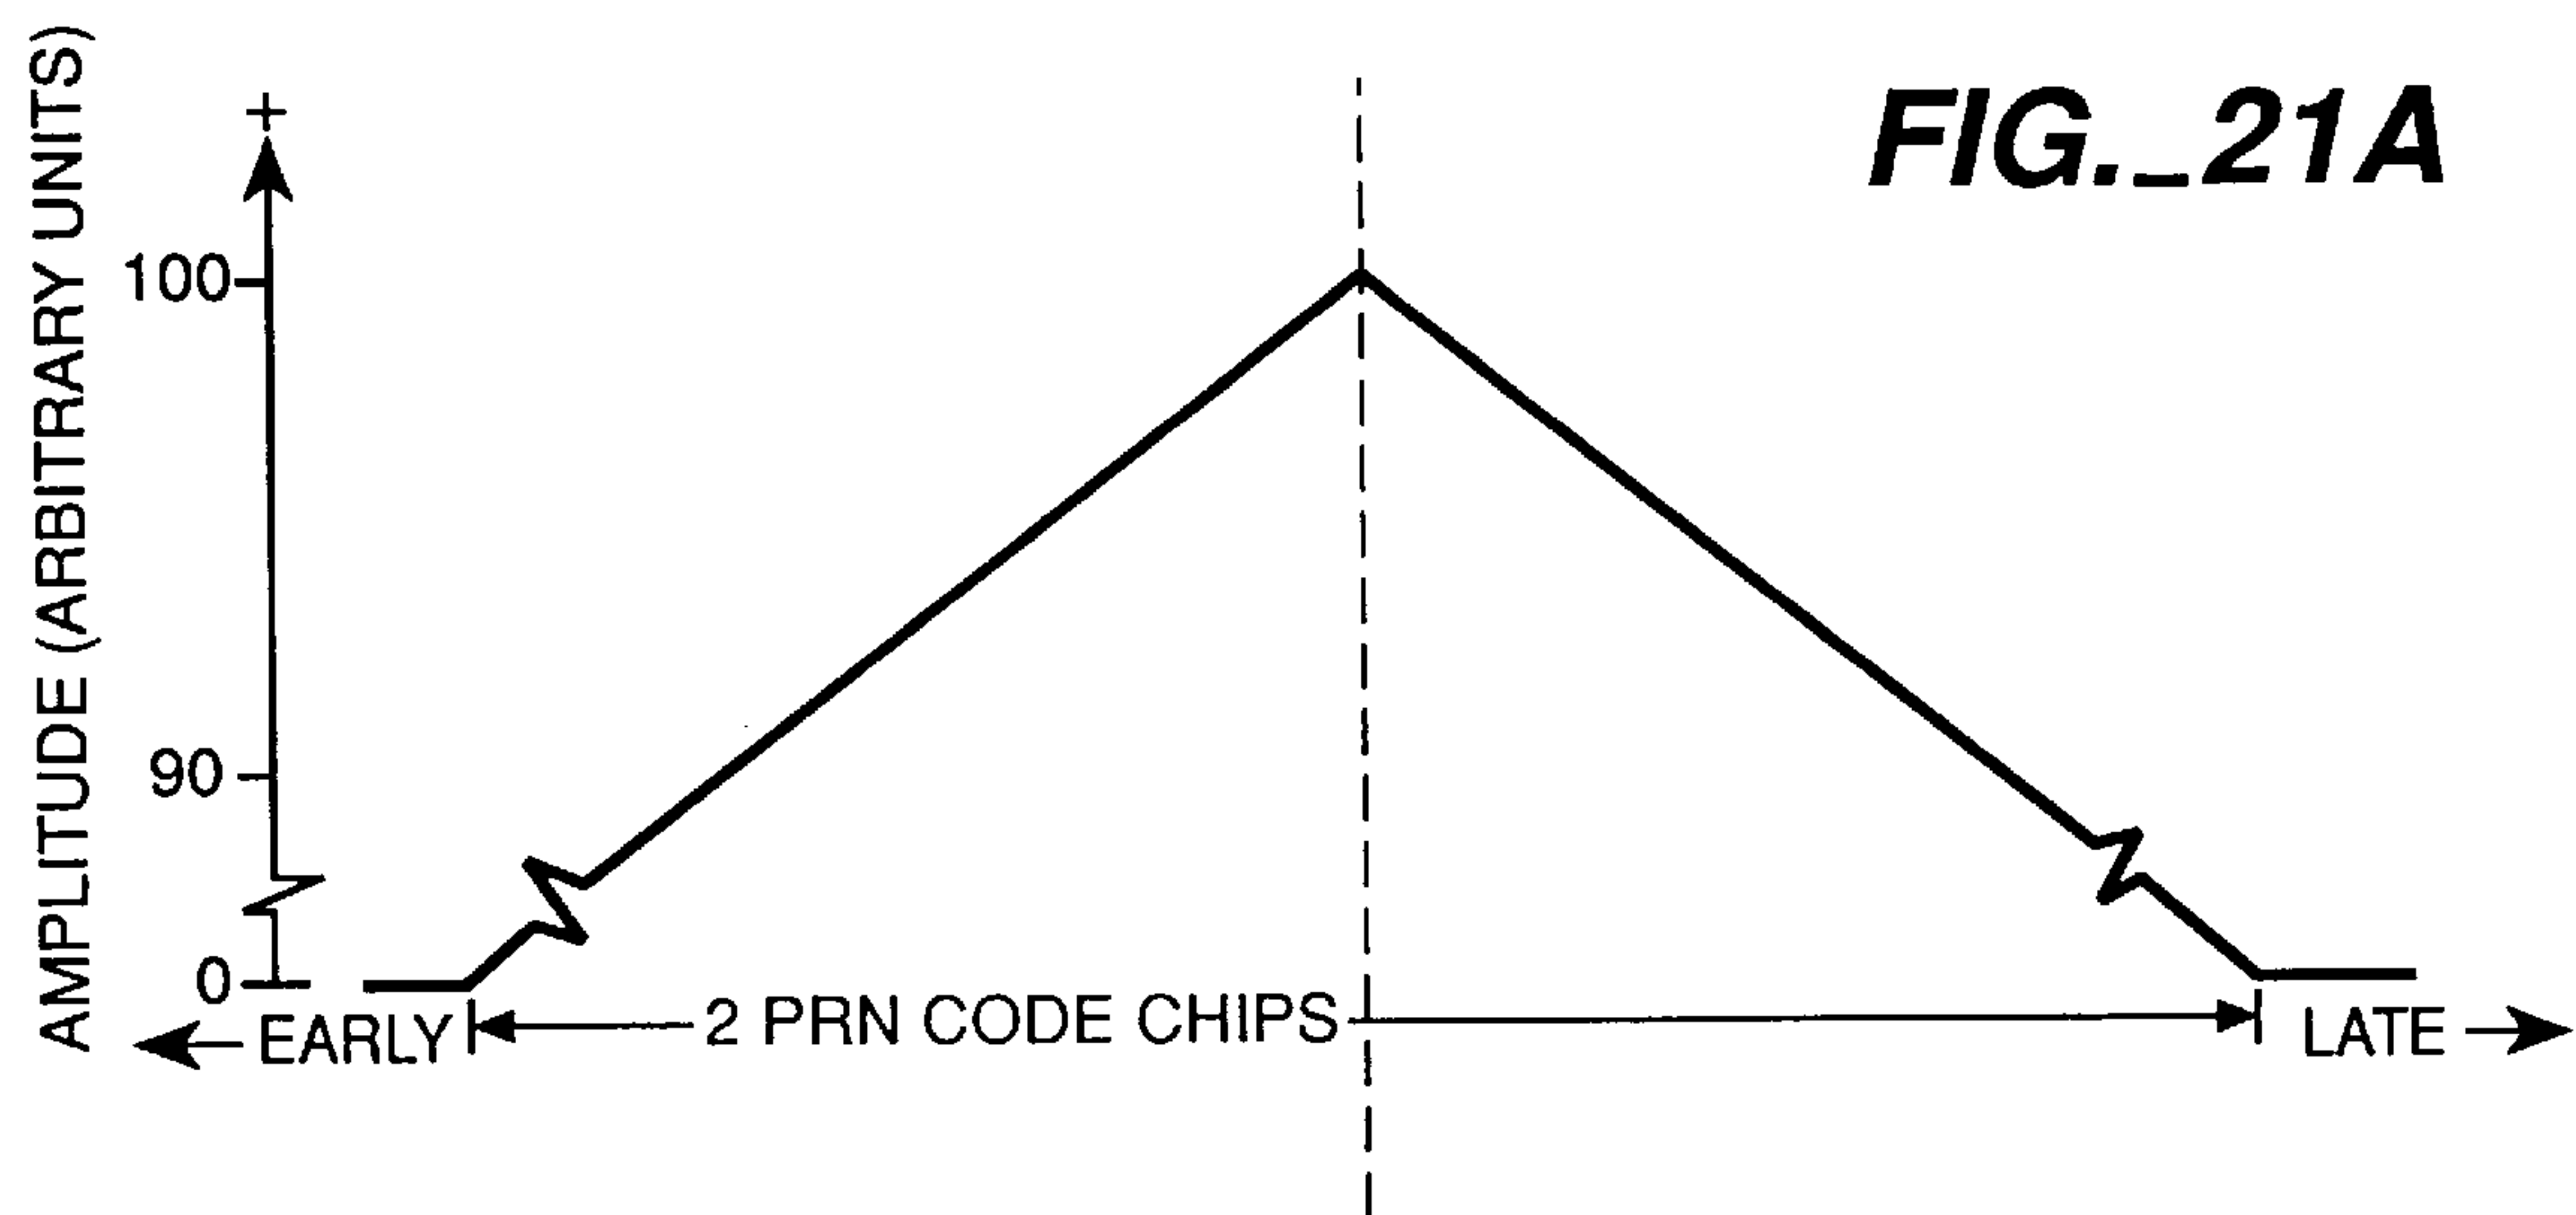 FIG._21A
AMPLITUDE (ARBITRARY UNITS)
+
100
90
0
EARLY
2 PRN CODE CHIPS
LATE